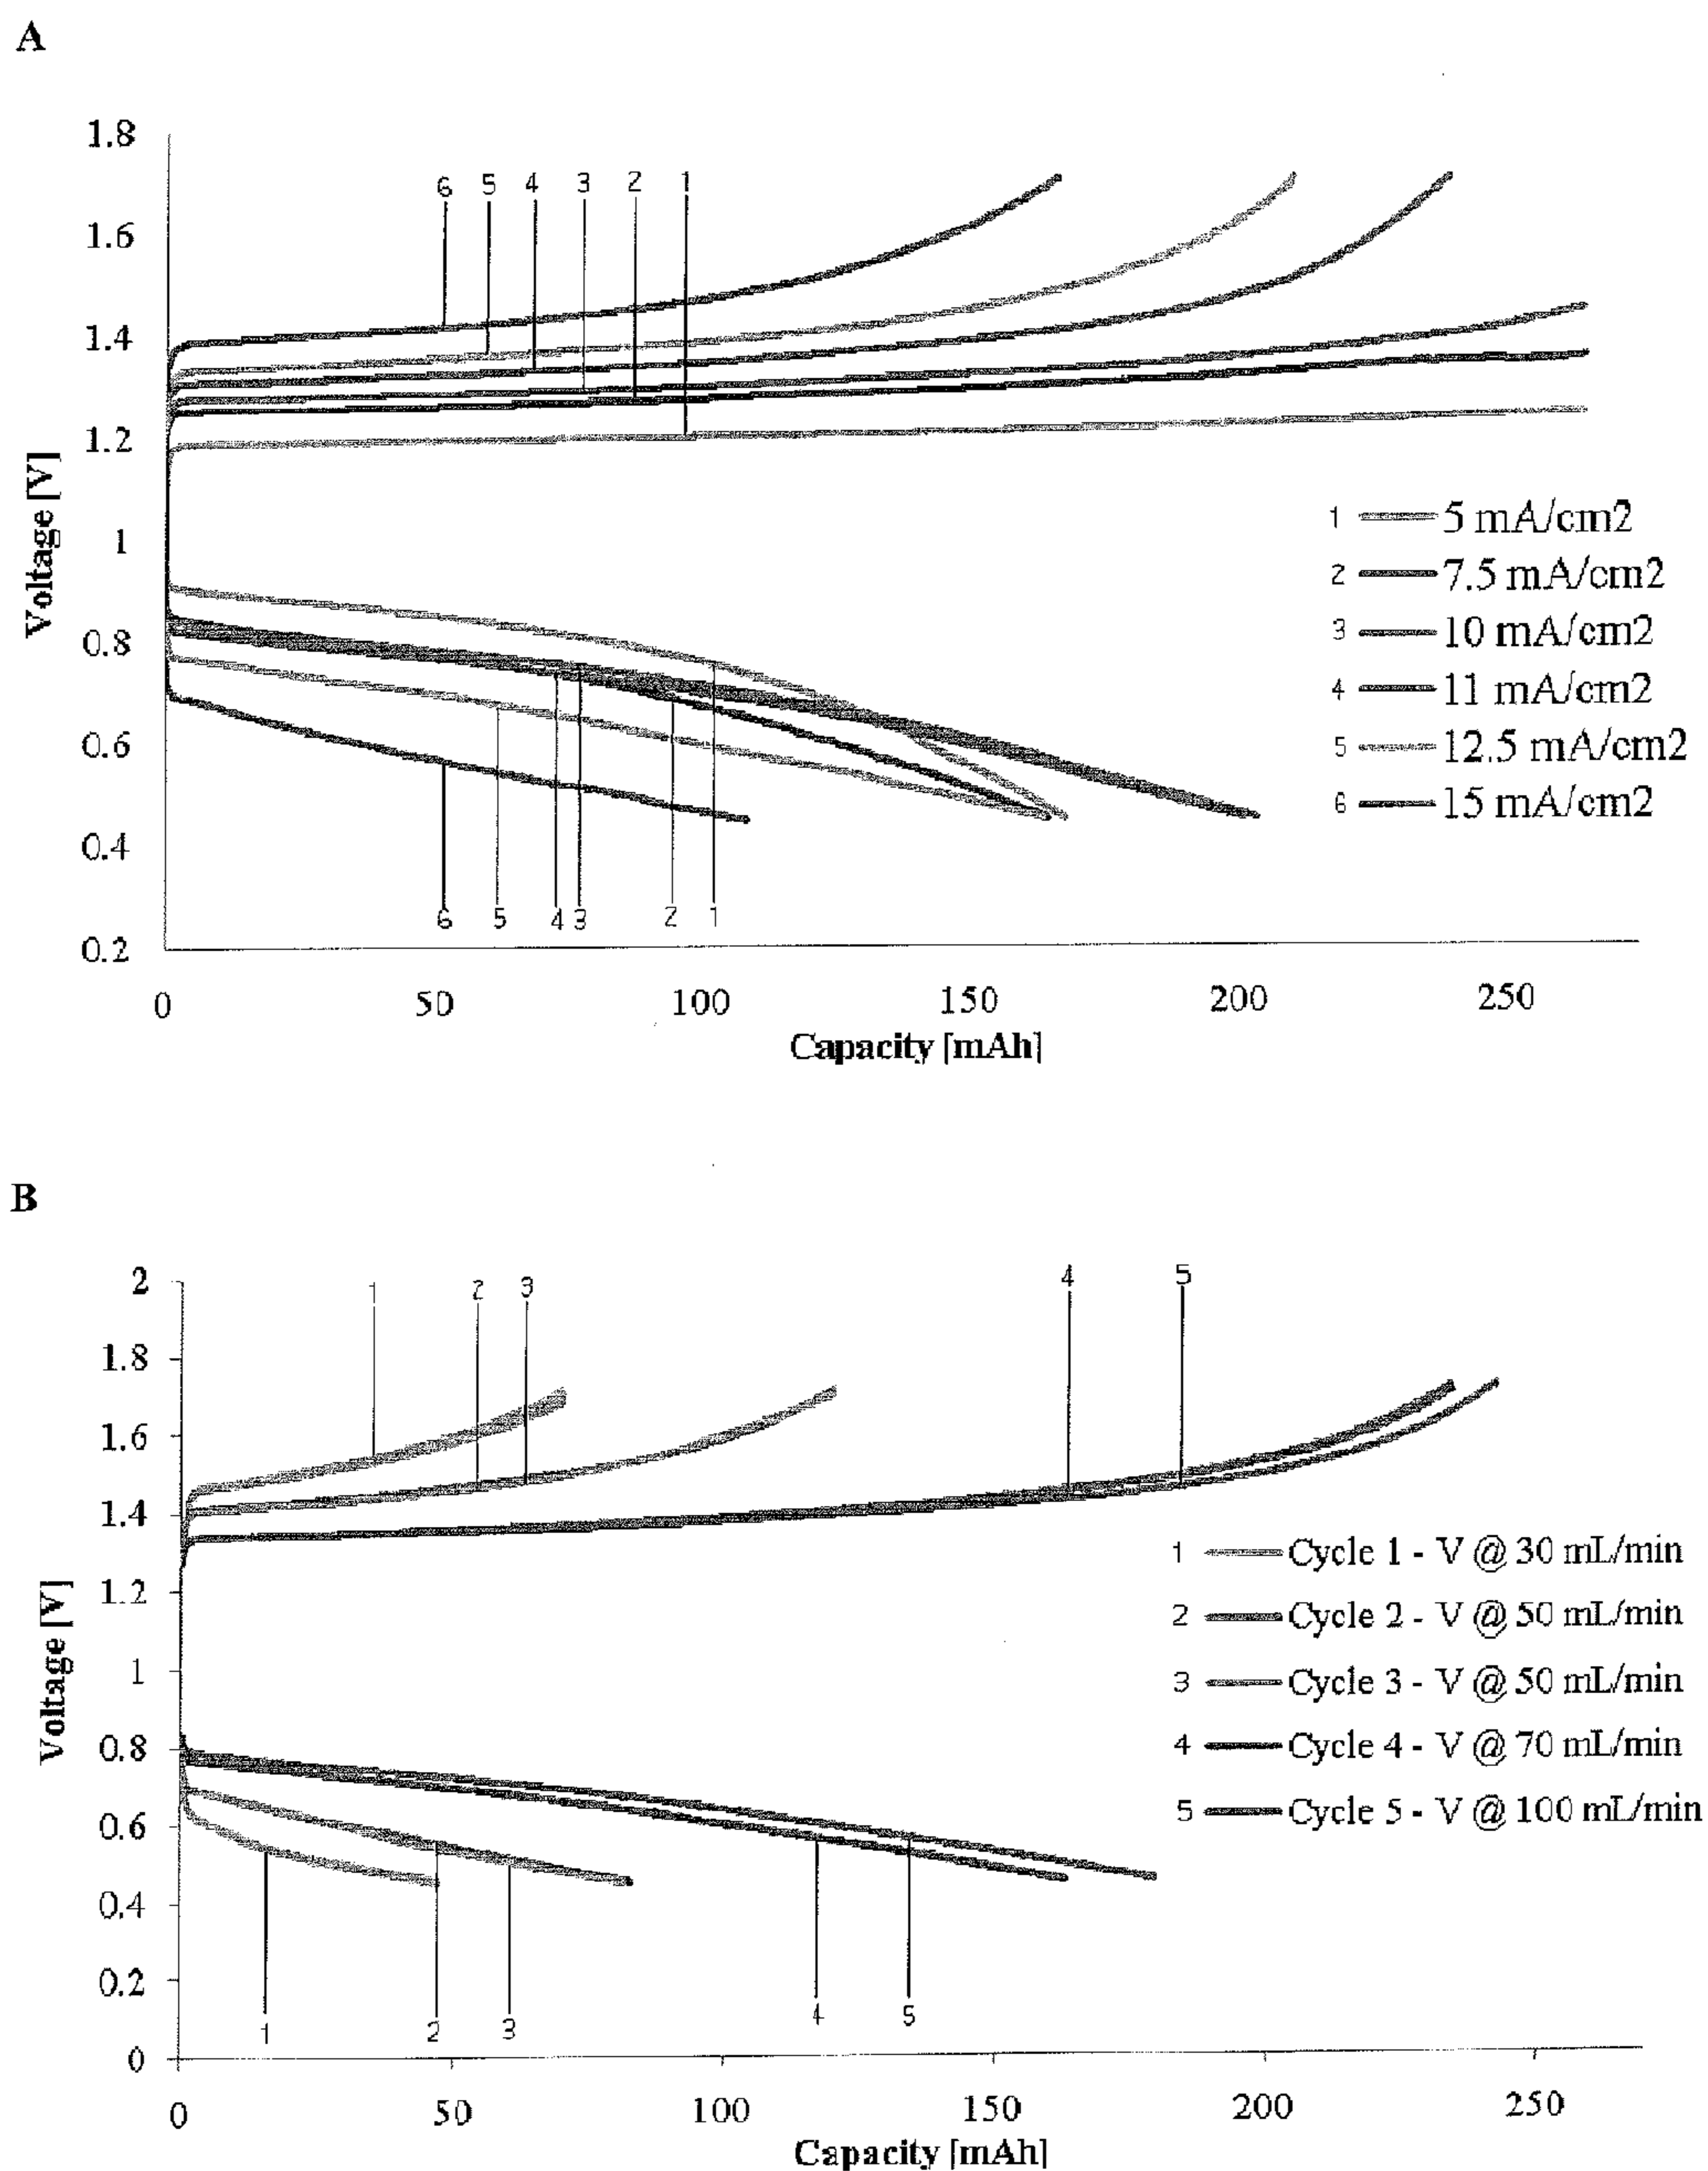 A
1.8
1.6
1.4
1.2
1
0.8
0.6
0.4
0.2
Voltage [V]
6 5 4 3 2 1
1 5 mA/cm2
2 7.5 mA/cm2
3 10 mA/cm2
4 11 mA/cm2
5 12.5 mA/cm2
6 15 mA/cm2
6 5 4 3 2 1
0 50 100 150 200 250
Capacity [mAh]
B
2
1.8
1.6
1.4
1.2
1
0.8
0.6
0.4
0.2
0
Voltage [V]
1 2 3 4 5
1 Cycle 1 - V @ 30 mL/min
2 Cycle 2 - V @ 50 mL/min
3 Cycle 3 - V @ 50 mL/min
4 Cycle 4 - V @ 70 mL/min
5 Cycle 5 - V @ 100 mL/min
1 2 3 4 5
0 50 100 150 200 250
Capacity [mAh]